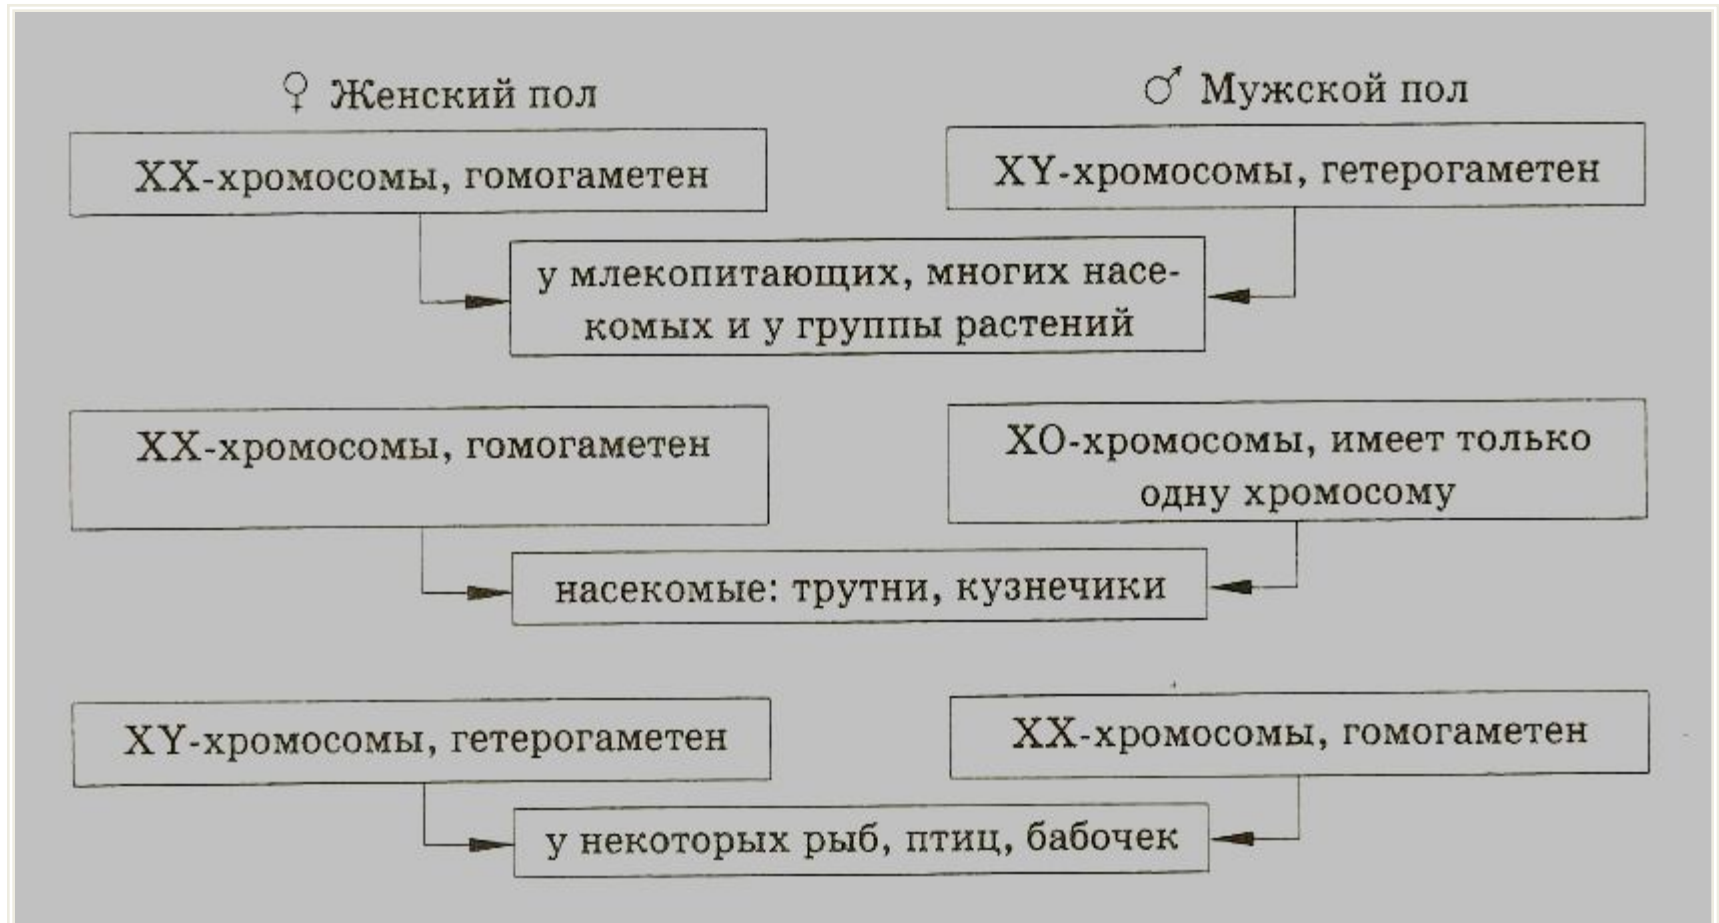 ♀ Женский пол
♂ Мужской пол
XX-хромосомы, гомогаметен
XY-хромосомы, гетерогаметен
у млекопитающих, многих насе-
комых и у группы растений
XX-хромосомы, гомогаметен
XO-хромосомы, имеет только
одну хромосому
насекомые: трутни, кузнечики
XY-хромосомы, гетерогаметен
XX-хромосомы, гомогаметен
у некоторых рыб, птиц, бабочек